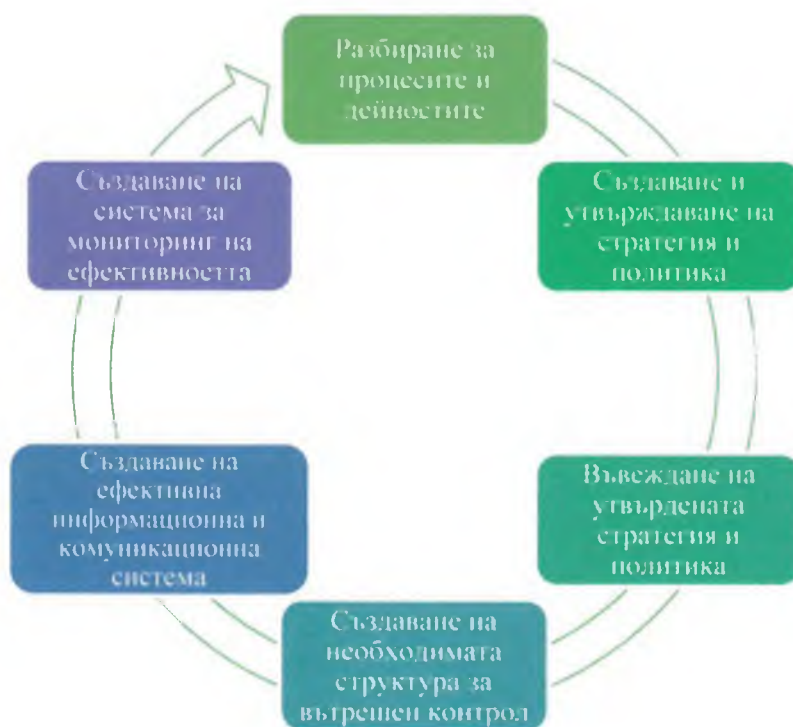 Разбиране за
процесите и
дейностите
Създаване и
утвърждаване на
стратегия и
политика
Въвеждане на
утвърдената
стратегия и
политика
Създаване на
необходимата
структура за
вътрешен контрол
Създаване на
ефективна
информационна и
комуникационна
система
Създаване на
система за
мониторинг на
ефективността